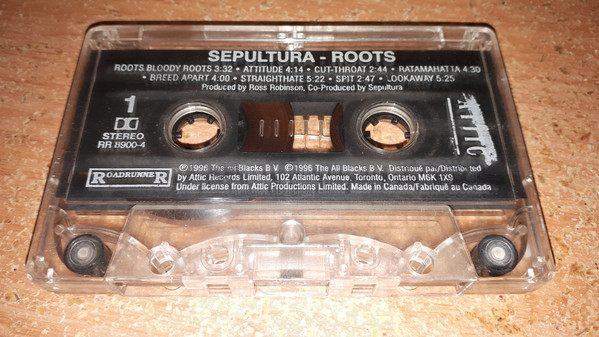 SEPULTURA - ROOTS
ROOTS BLOODY ROOTS 3:32 • ATTITUDE 4:14 • CUT-THROAT 2:44 • RATAMAHATTA 4:30
• BREED APART 4:00 • STRAIGHTHATE 5:22 • SPIT 2:47 • LOOKAWAY 5:25
Produced by Ross Robinson, Co-Produced by Sepultura
1
STEREO
RR 8900-4
ATTIC
ROADRUNNER
℗1996 The All Blacks B.V. ©1996 The All Blacks B.V. Distribué par/Distributed
by Attic Records Limited, 102 Atlantic Avenue, Toronto, Ontario M6K 1X9
Under license from Attic Productions Limited. Made in Canada/Fabriqué au Canada